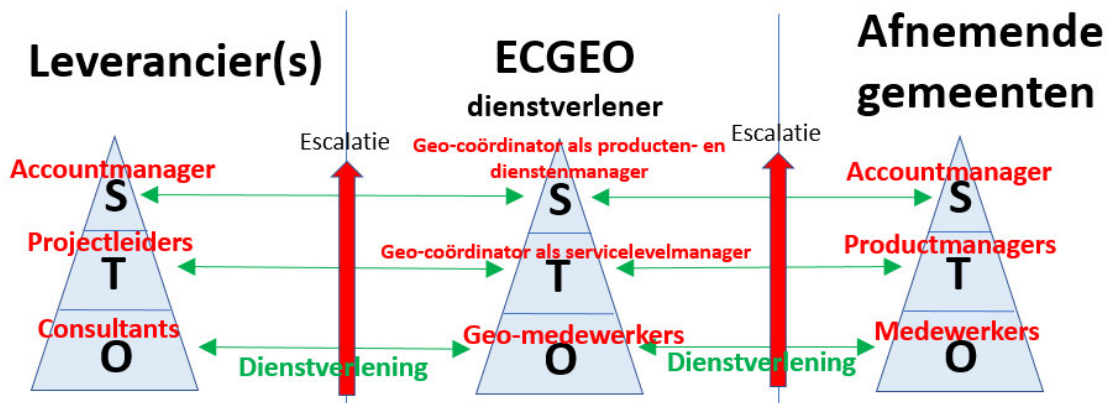 Leverancier(s)
ECGEO
dienstverlener
Afnemende
gemeenten
Escalatie
Escalatie
Accountmanager
Geo-coördinator als producten- en
dienstenmanager
Accountmanager
S
S
S
Projectleiders
Geo-coördinator als servicelevelmanager
Productmanagers
T
T
T
Consultants
Geo-medewerkers
Medewerkers
O
O
O
Dienstverlening
Dienstverlening